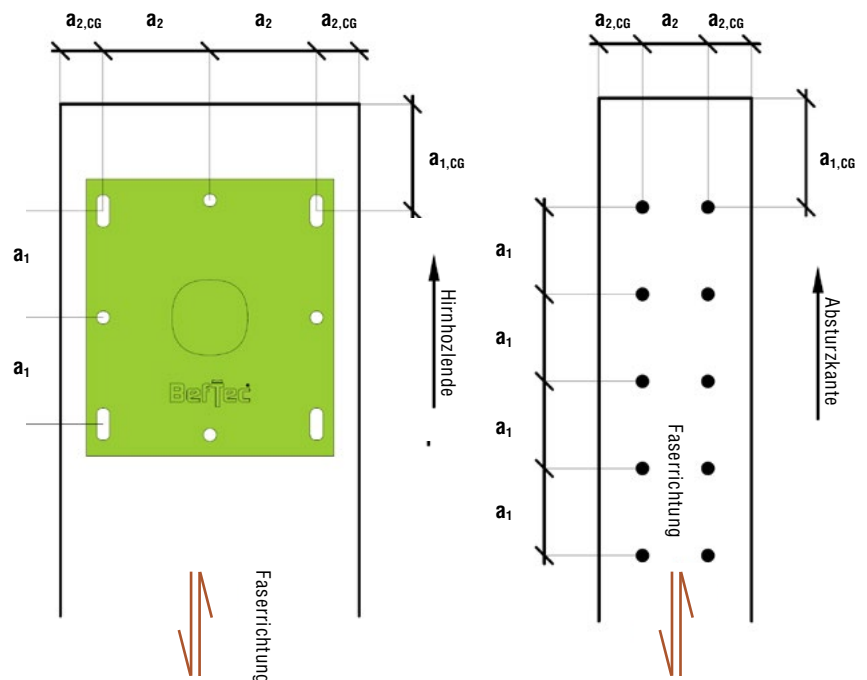 a2,CG a2 a2 a2,CG
a1,CG
a1
a1
BefTec
Hirnhozlende
Faserrichtung
a2,CG a2 a2,CG
a1,CG
a1
a1
a1
a1
Absturzkante
Faserrichtung